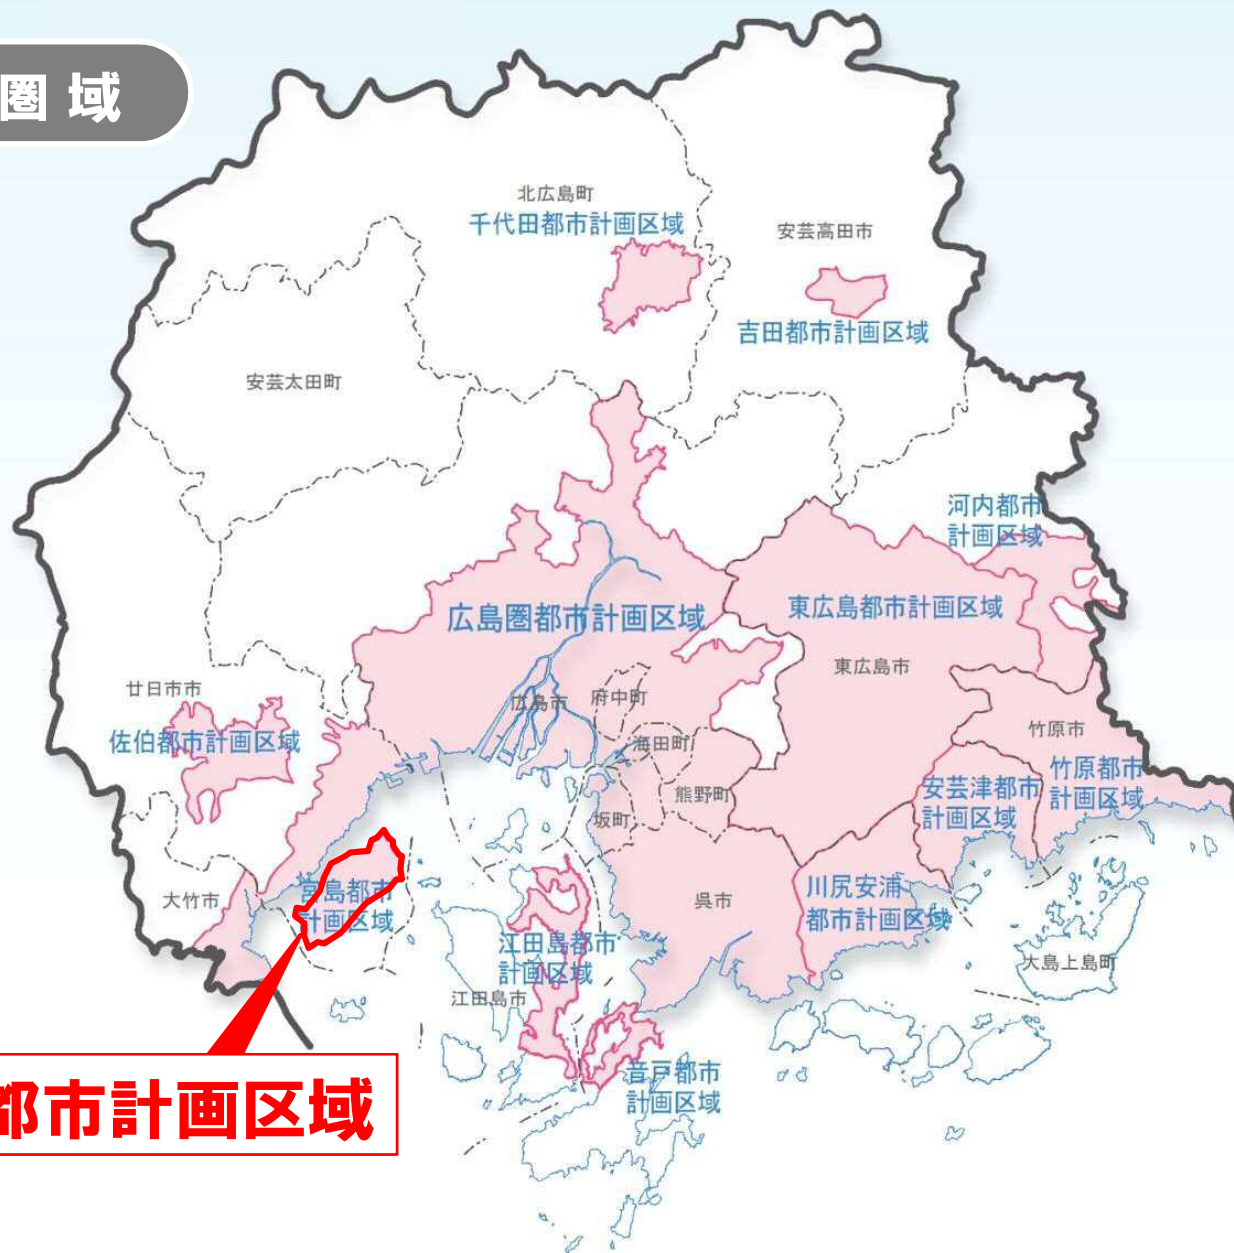 圏域
北広島町
千代田都市計画区域
安芸高田市
吉田都市計画区域
安芸太田町
河内都市
計画区域
広島圏都市計画区域
東広島都市計画区域
東広島市
廿日市市
佐伯都市計画区域
広島市
府中町
海田町
熊野町
坂町
竹原市
竹原都市
計画区域
安芸津都市
計画区域
大竹市
宮島都市
計画区域
呉市
川尻安浦
都市計画区域
江田島都市
計画区域
江田島市
大島上島町
音戸都市
計画区域
都市計画区域